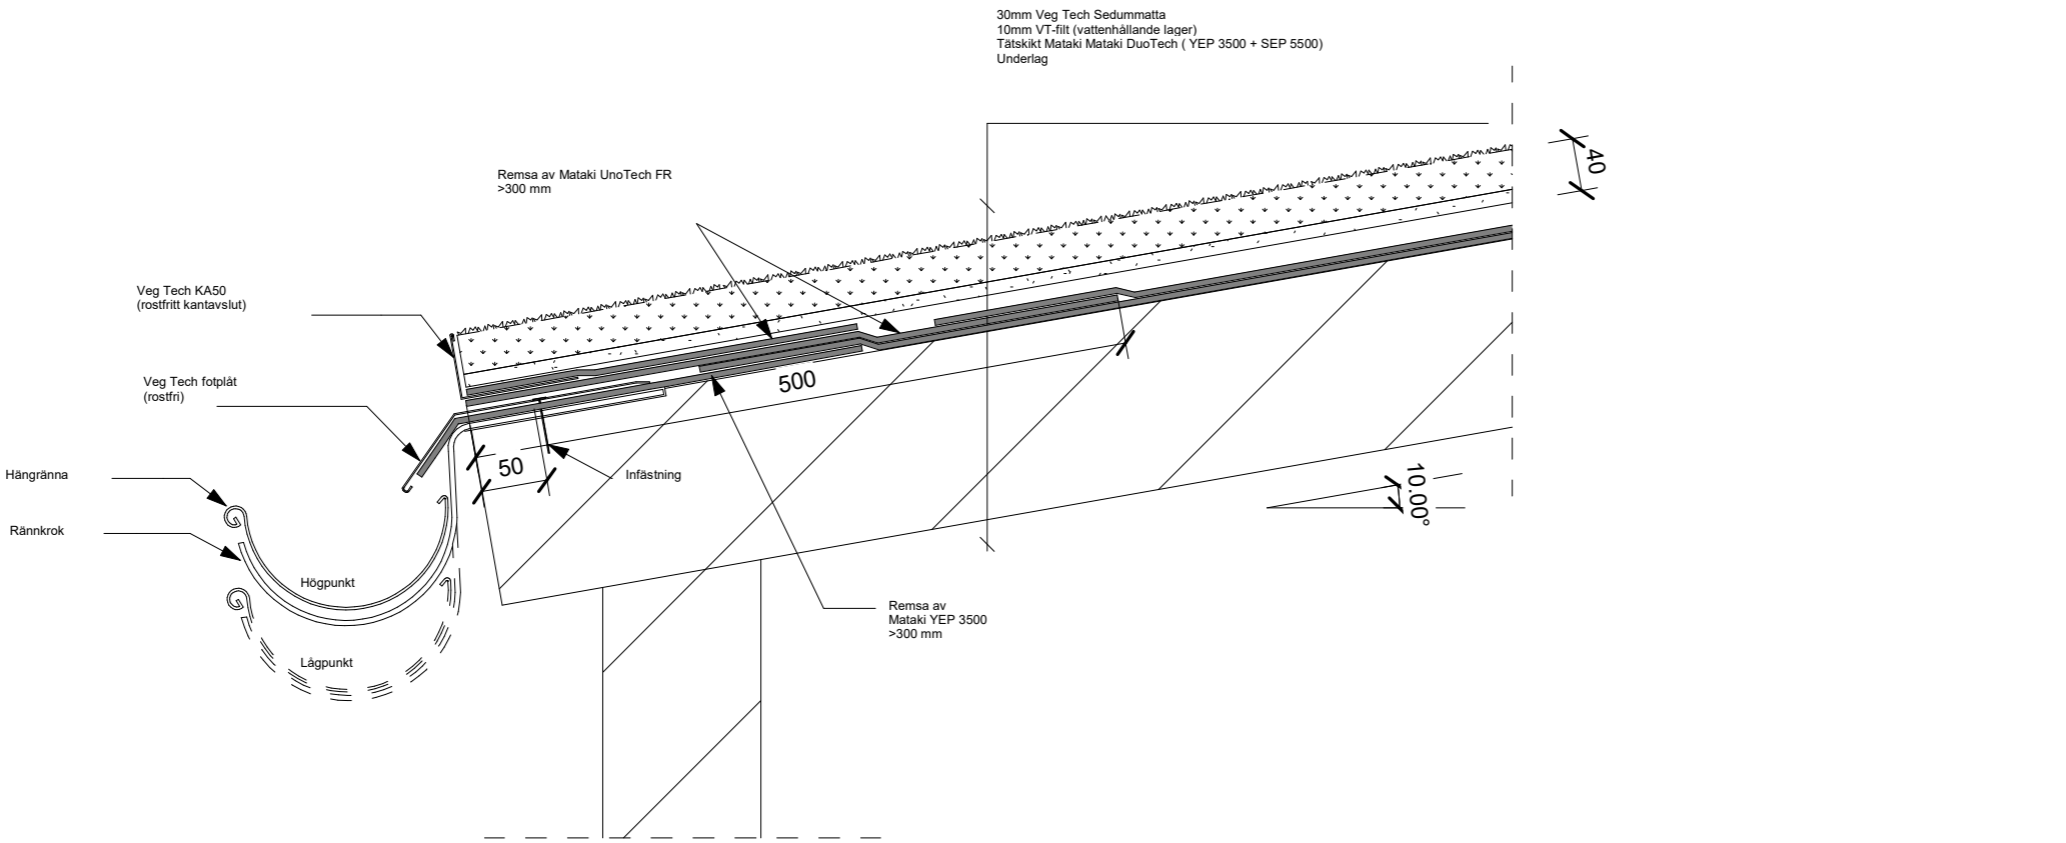 30mm Veg Tech Sedummatta
10mm VT-filt (vattenhållande lager)
Tätskikt Mataki Mataki DuoTech ( YEP 3500 + SEP 5500)
Underlag
40
Remsa av Mataki UnoTech FR
>300 mm
Veg Tech KA50
(rostfritt kantavslut)
Veg Tech fotplåt
(rostfri)
500
50
Infästning
Hängränna
Rännkrok
10.00°
Högpunkt
Lågpunkt
Remsa av
Mataki YEP 3500
>300 mm